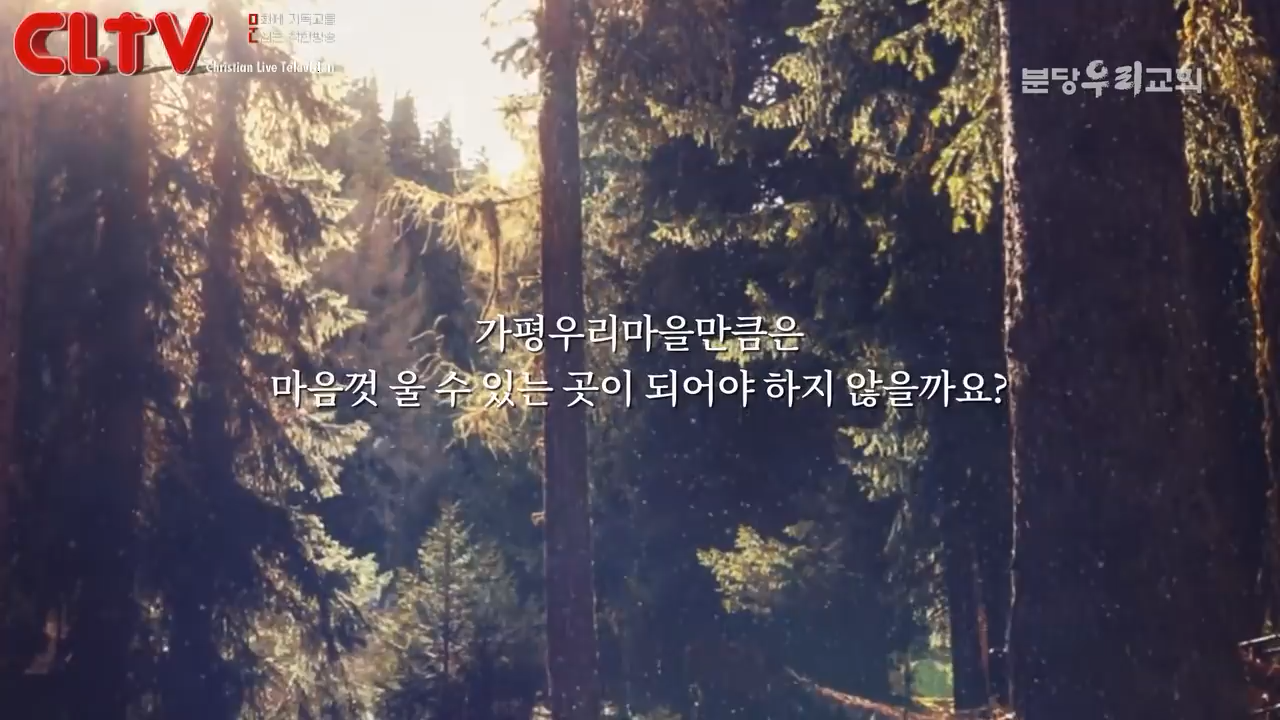 CLTV
Christian Live Television
분당우리교회
가평우리마을만큼은
마음껏 울 수 있는 곳이 되어야 하지 않을까요?